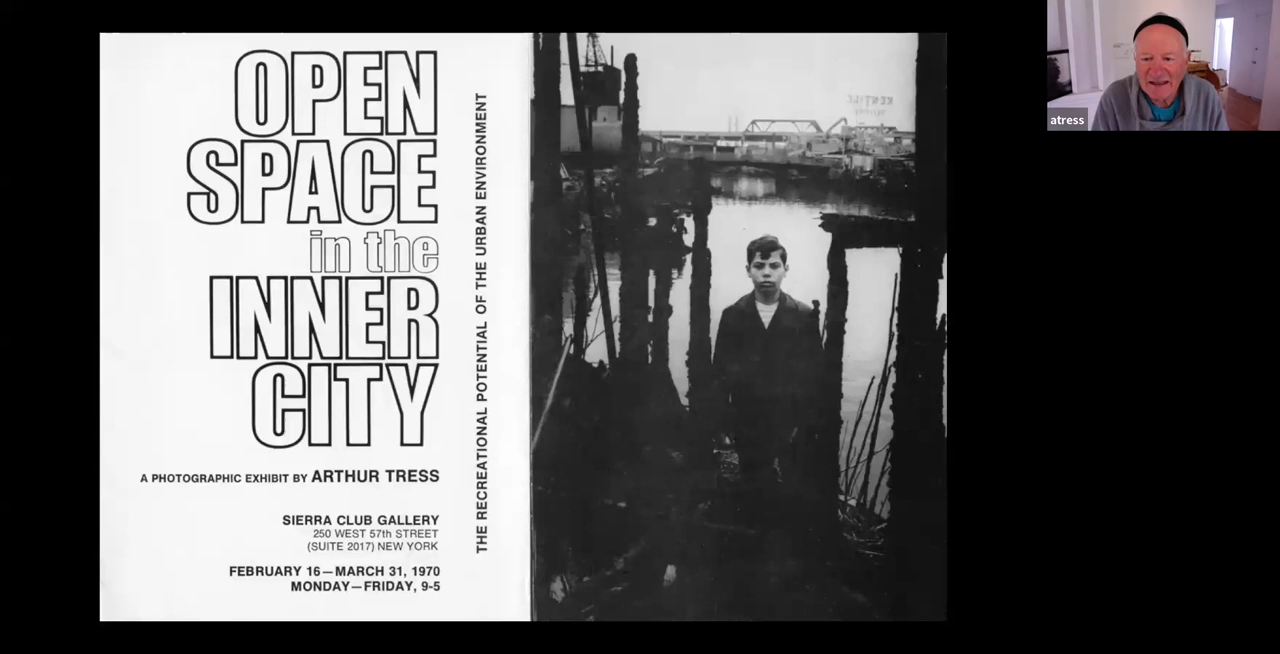 OPEN
SPACE
in the
INNER
CITY
A PHOTOGRAPHIC EXHIBIT BY ARTHUR TRESS
SIERRA CLUB GALLERY
250 WEST 57th STREET
(SUITE 2017) NEW YORK
FEBRUARY 16—MARCH 31, 1970
MONDAY—FRIDAY, 9-5
THE RECREATIONAL POTENTIAL OF THE URBAN ENVIRONMENT
KENTILE
atress